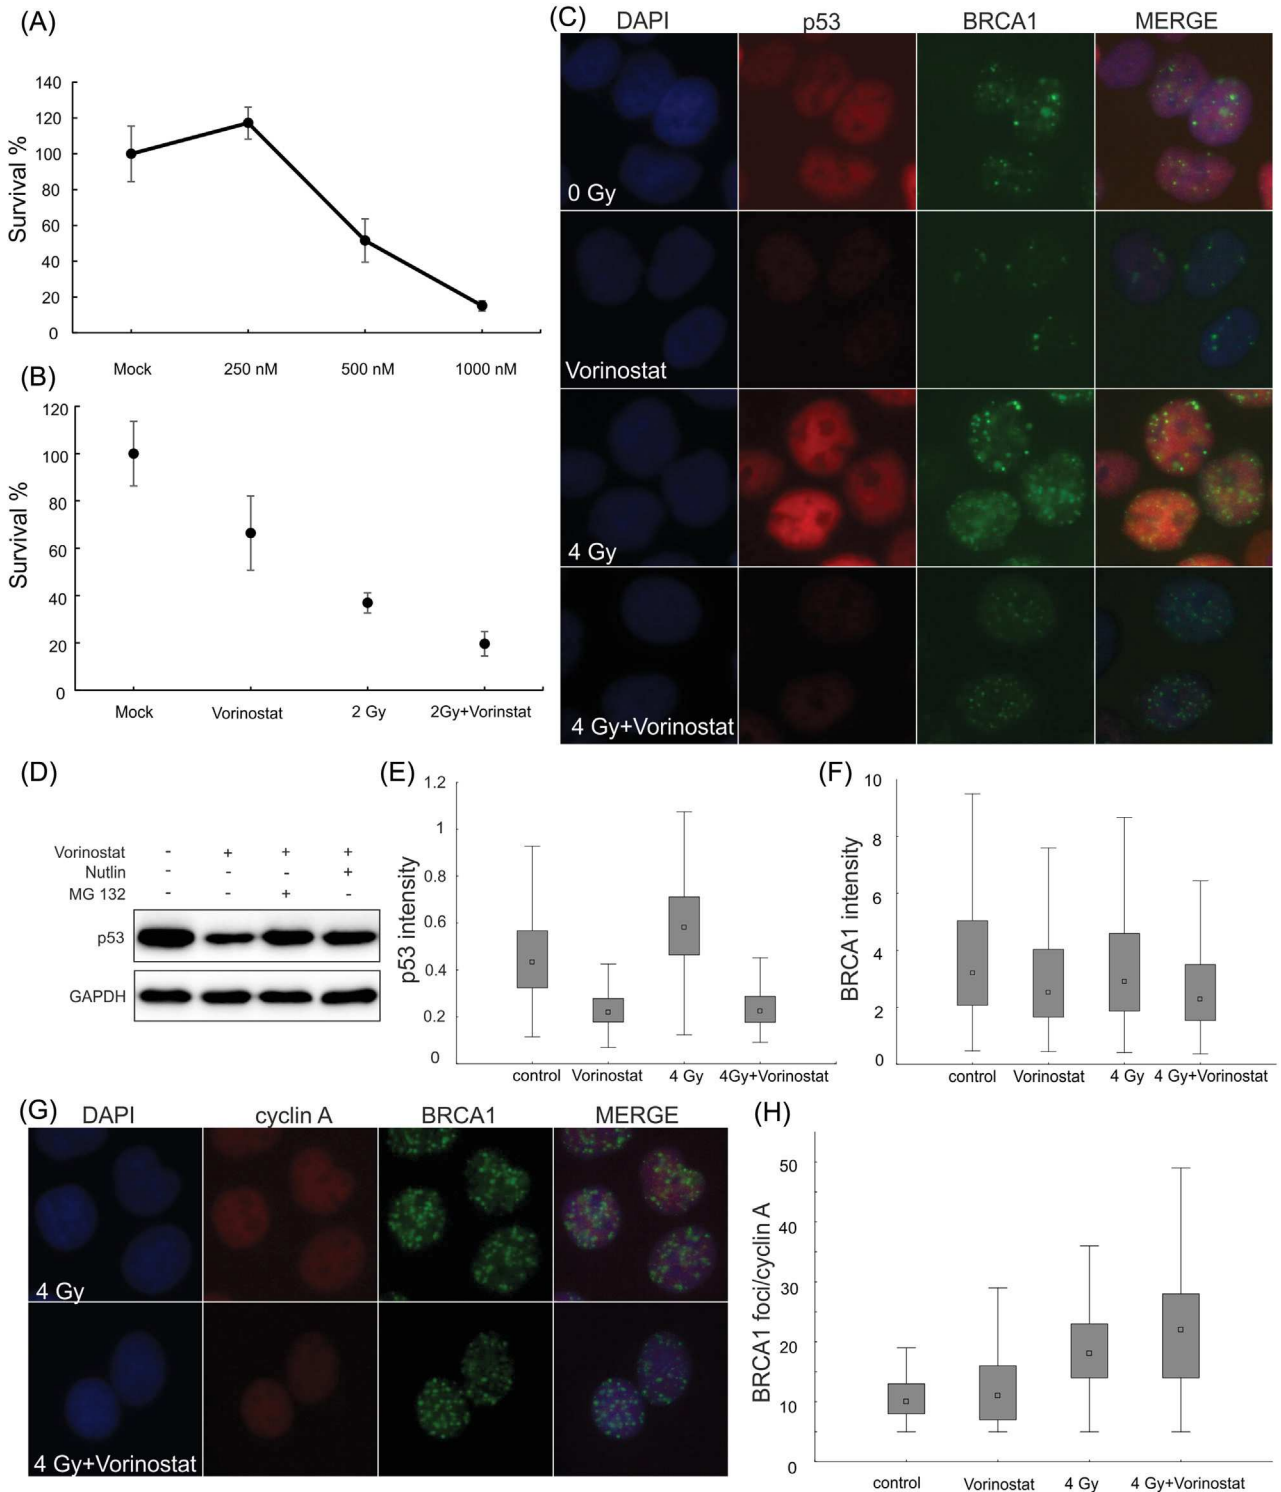 (A)
140
120
100
80
60
40
20
0
Survival %
Mock 250 nM 500 nM 1000 nM
(B)
120
100
80
60
40
20
0
Survival %
Mock Vorinostat 2 Gy 2Gy+Vorinstat
(C)
DAPI p53 BRCA1 MERGE
0 Gy
Vorinostat
4 Gy
4 Gy+Vorinostat
(D)
Vorinostat - + + +
Nutlin - - - +
MG 132 - - + -
p53
GAPDH
(E)
1.2
1
0.8
0.6
0.4
0.2
0
p53 intensity
control Vorinostat 4 Gy 4Gy+Vorinostat
(F)
10
8
6
4
2
0
BRCA1 intensity
control Vorinostat 4 Gy 4 Gy+Vorinostat
(G)
DAPI cyclin A BRCA1 MERGE
4 Gy
4 Gy+Vorinostat
(H)
50
40
30
20
10
0
BRCA1 foci/cyclin A
control Vorinostat 4 Gy 4 Gy+Vorinostat